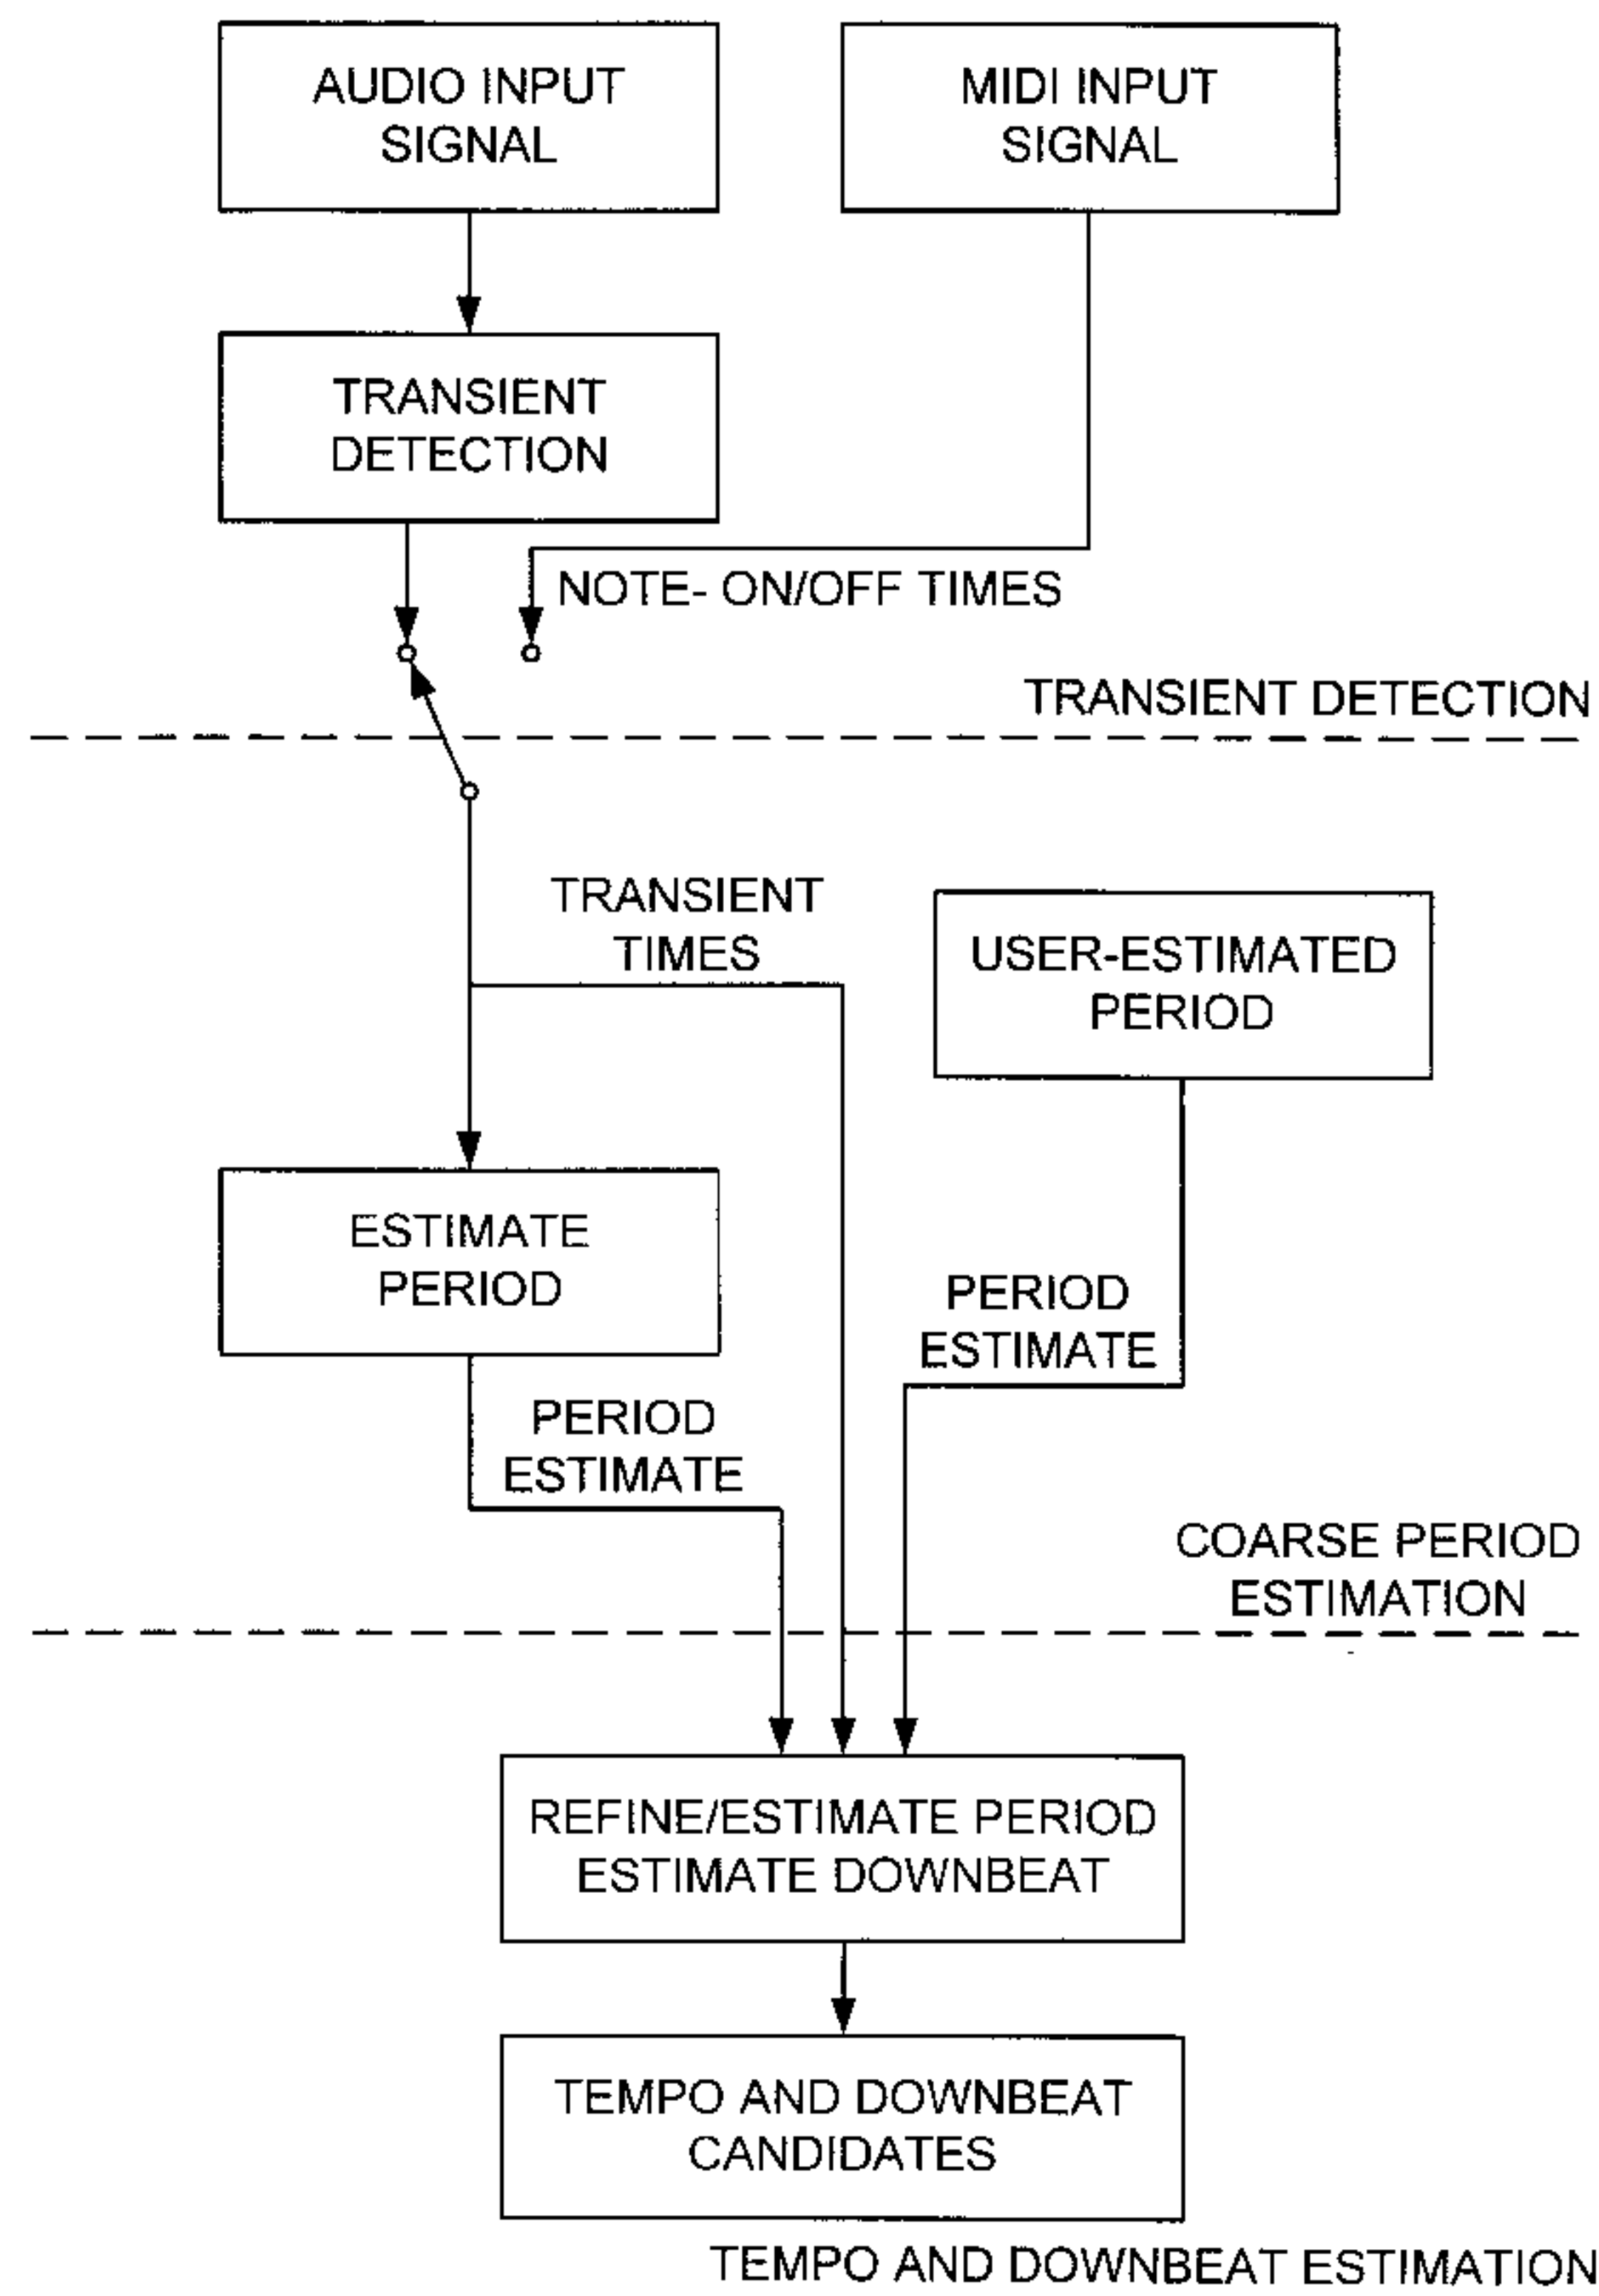 AUDIO INPUT
SIGNAL
MIDI INPUT
SIGNAL
TRANSIENT
DETECTION
NOTE- ON/OFF TIMES
TRANSIENT DETECTION
TRANSIENT
TIMES
USER-ESTIMATED
PERIOD
ESTIMATE
PERIOD
PERIOD
ESTIMATE
PERIOD
ESTIMATE
COARSE PERIOD
ESTIMATION
REFINE/ESTIMATE PERIOD
ESTIMATE DOWNBEAT
TEMPO AND DOWNBEAT
CANDIDATES
TEMPO AND DOWNBEAT ESTIMATION